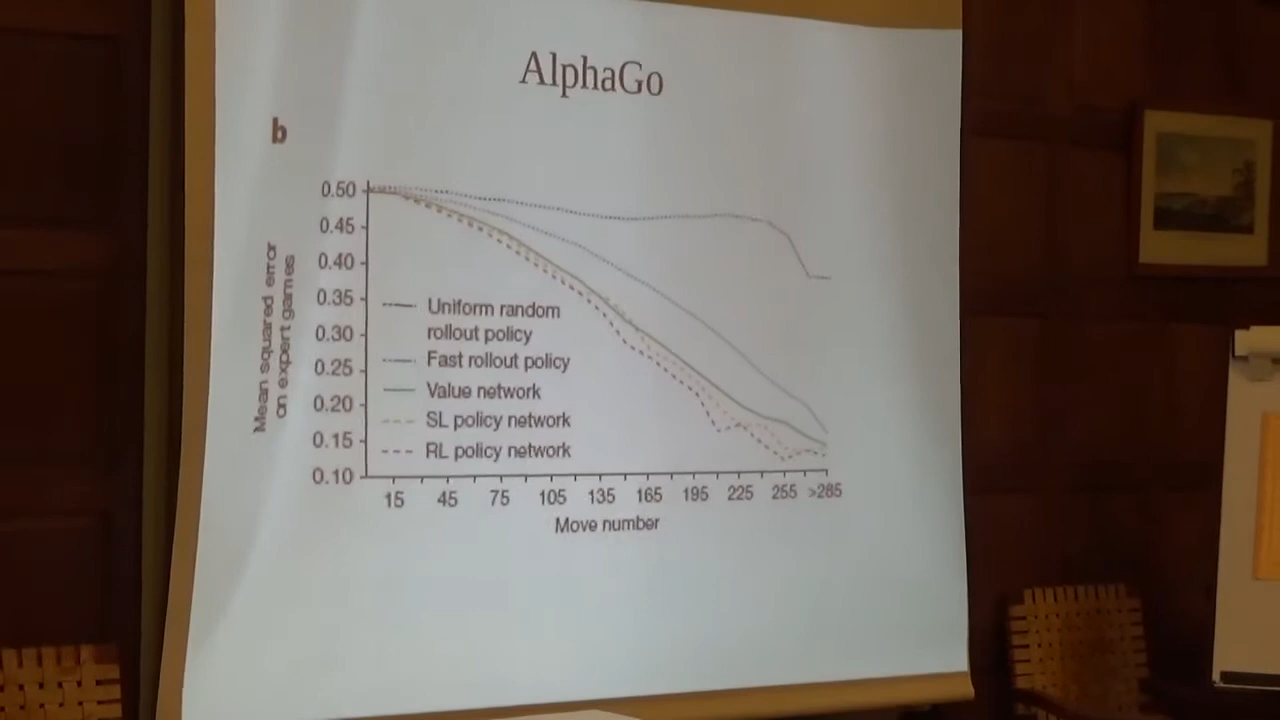 AlphaGo
b
Mean squared error
on expert games
0.50
0.45
0.40
0.35
0.30
0.25
0.20
0.15
0.10
Uniform random
rollout policy
Fast rollout policy
Value network
SL policy network
RL policy network
15 45 75 105 135 165 195 225 255 >285
Move number